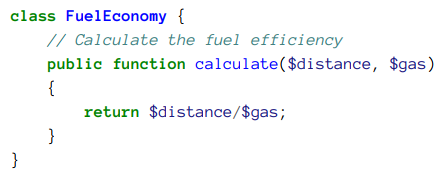 class FuelEconomy {
    // Calculate the fuel efficiency
    public function calculate($distance, $gas)
    {
        return $distance/$gas;
    }
}